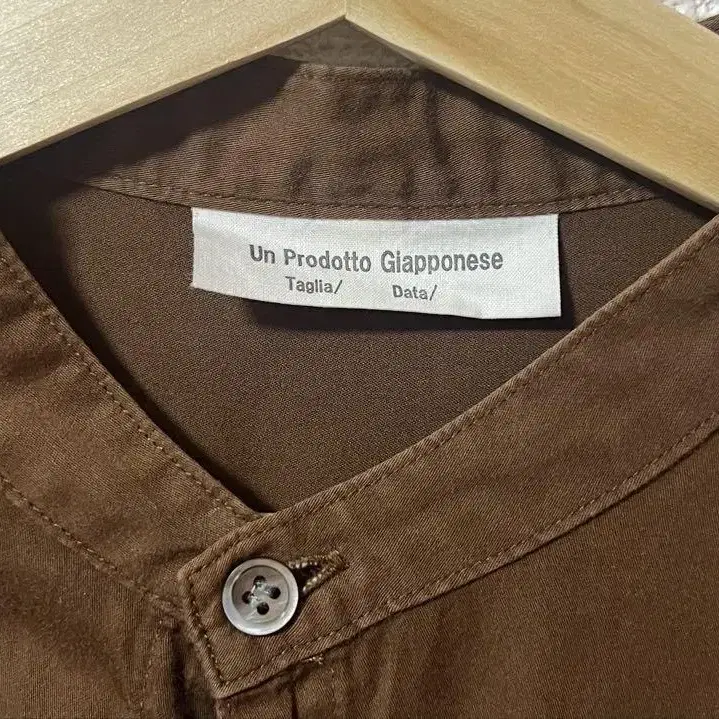 Un Prodotto Giapponese
Taglia/ Data/